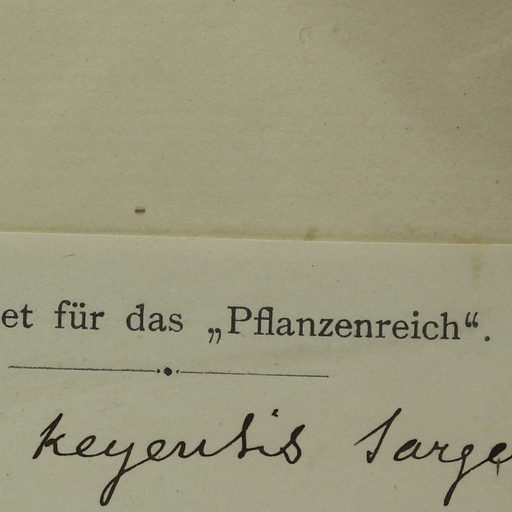 et für das „Pflanzenreich“.
keyensis Sarge